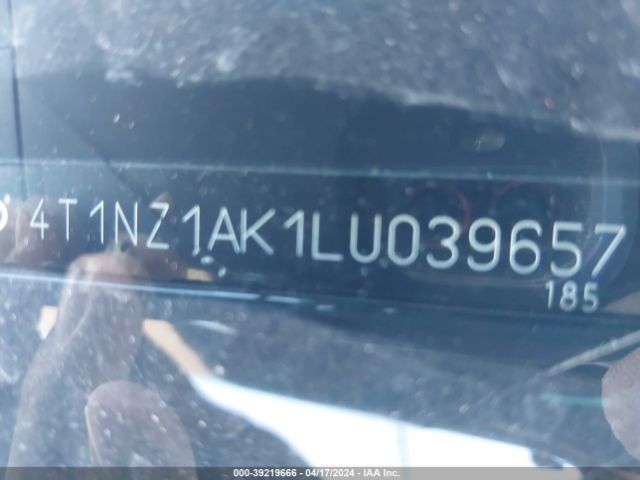 4T1NZ1AK1LU039657
185
000-39219666 - 04/17/2024 - IAA Inc.